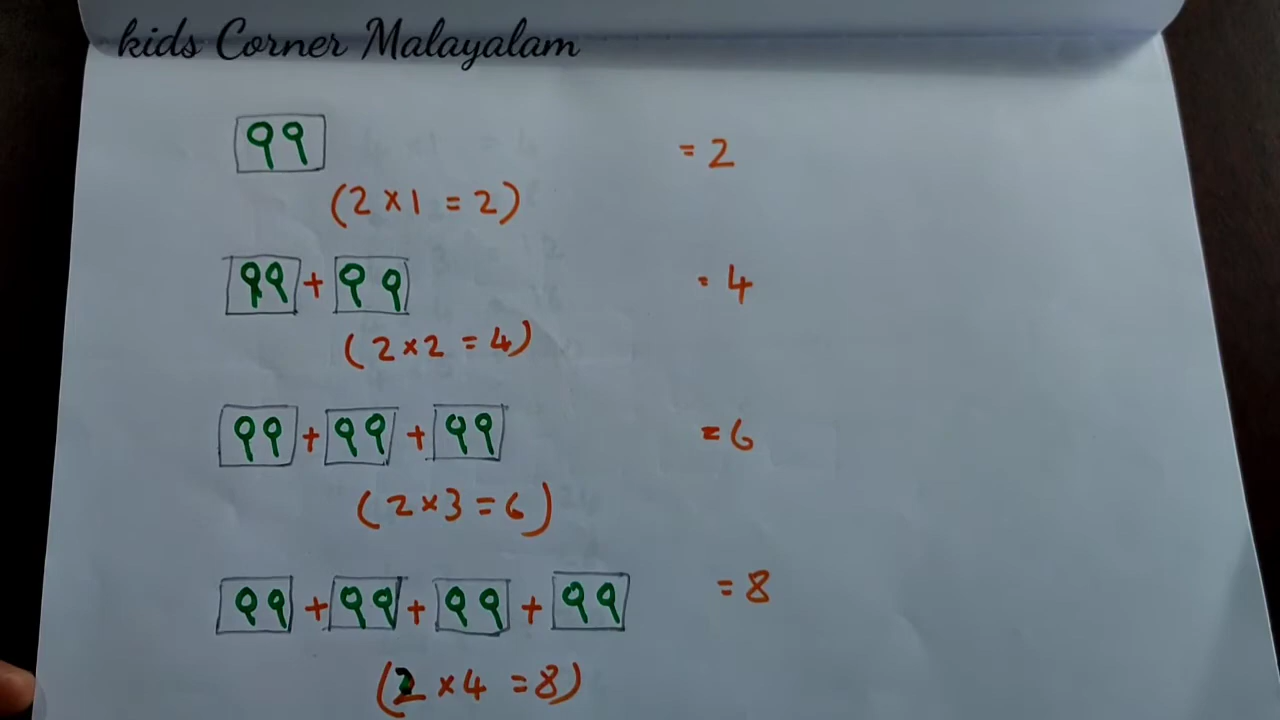 kids Corner Malayalam
99 = 2
(2 × 1 = 2)
99 + 99 = 4
(2 × 2 = 4)
99 + 99 + 99 = 6
(2 × 3 = 6)
99 + 99 + 99 + 99 = 8
(2 × 4 = 8)